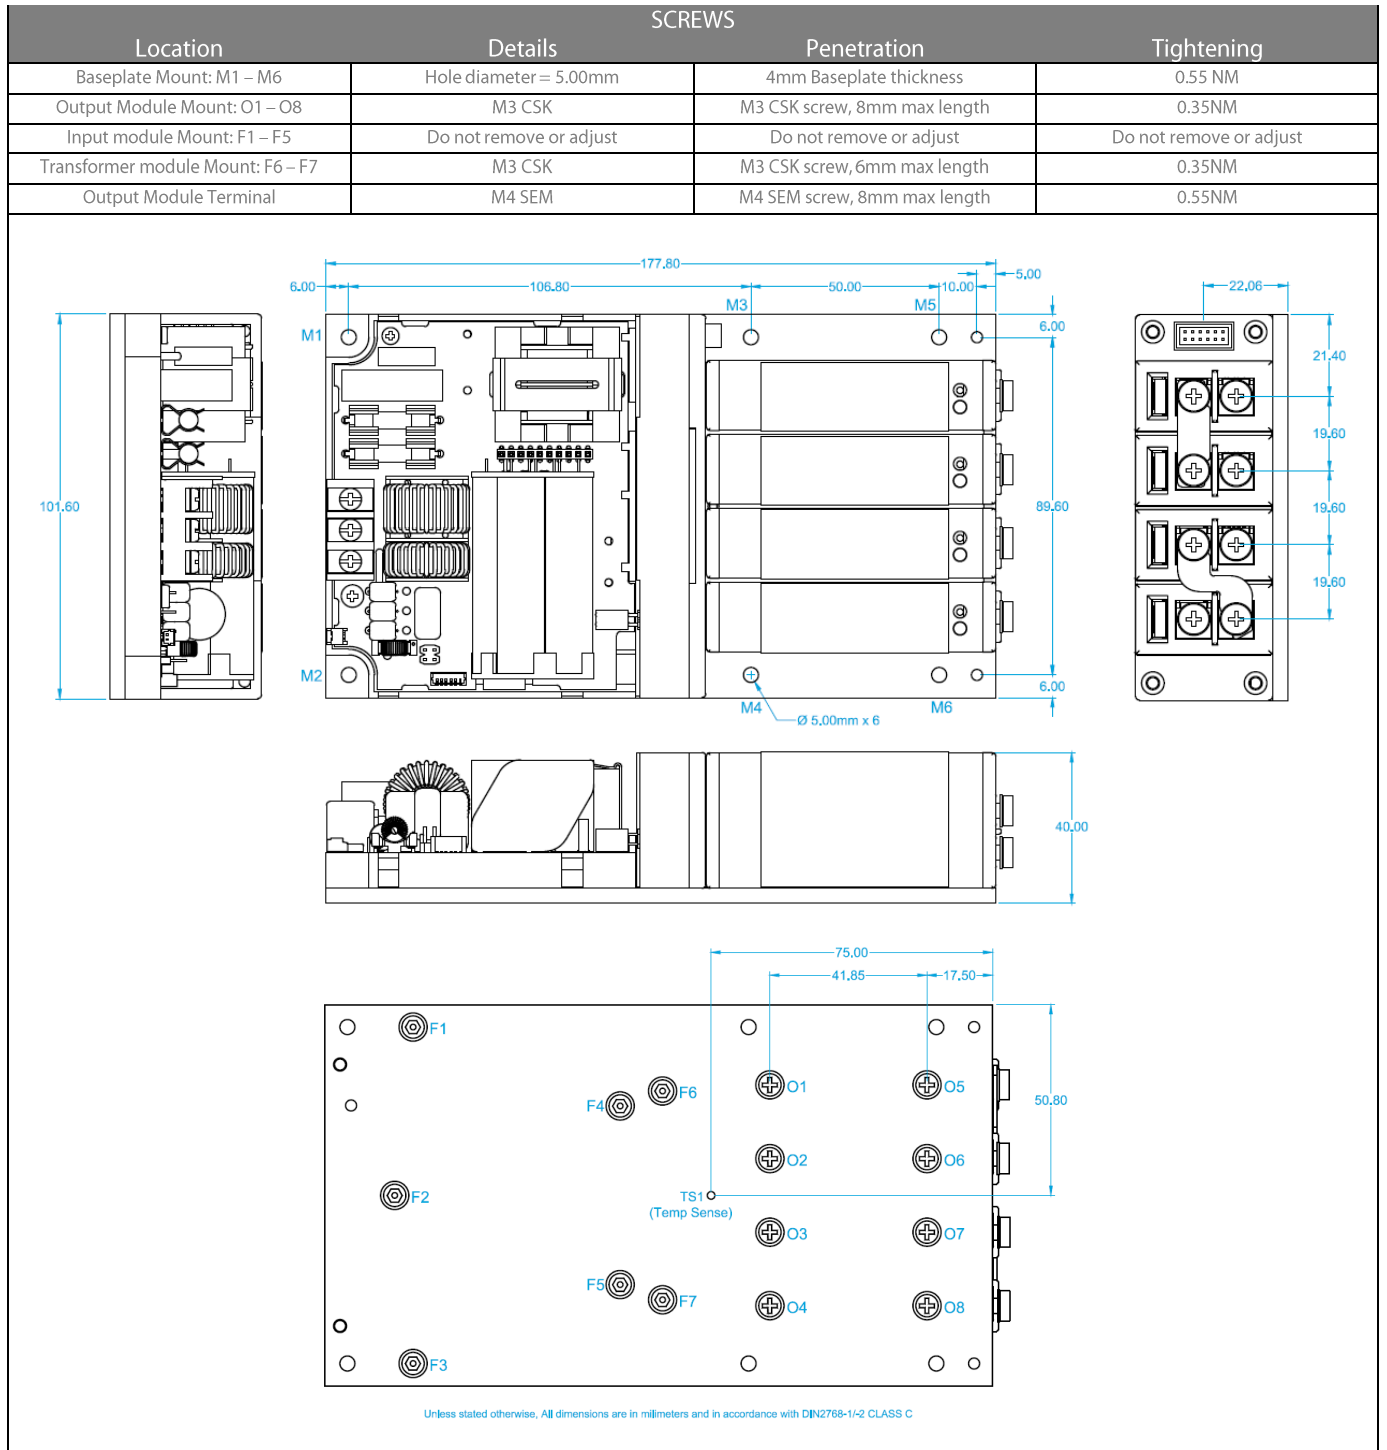 SCREWS
Location Details Penetration Tightening
Baseplate Mount: M1 – M6 Hole diameter = 5.00mm 4mm Baseplate thickness 0.55 NM
Output Module Mount: O1 – O8 M3 CSK M3 CSK screw, 8mm max length 0.35NM
Input module Mount: F1 – F5 Do not remove or adjust Do not remove or adjust Do not remove or adjust
Transformer module Mount: F6 – F7 M3 CSK M3 CSK screw, 6mm max length 0.35NM
Output Module Terminal M4 SEM M4 SEM screw, 8mm max length 0.55NM
177.80
5.00
6.00 106.80 50.00 10.00 22.06
M3 M5
M1 6.00
21.40
19.60
101.60 89.60
19.60
19.60
M2 6.00
M4 M6
Ø 5.00mm x 6
40.00
75.00
41.85 17.50
F1
F6 O1 O5
F4 50.80
O2 O6
F2 TS1
(Temp Sense)
O3 O7
F5
F7 O4 O8
F3
Unless stated otherwise, All dimensions are in milimeters and in accordance with DIN2768-1/-2 CLASS C